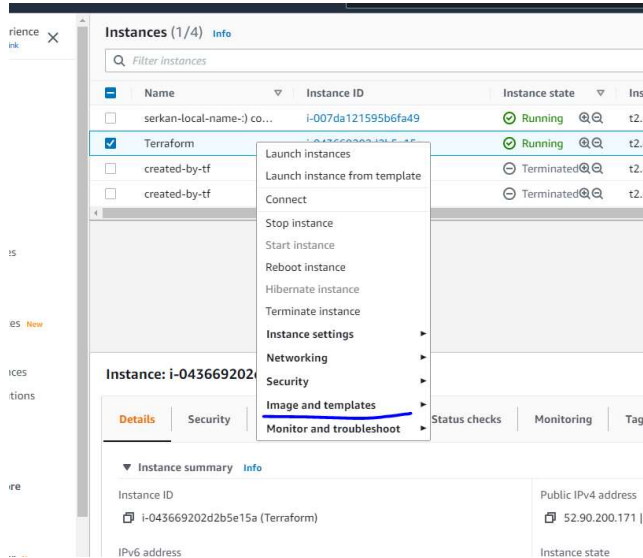 rience
ink
Instances (1/4) Info
Filter instances
Name Instance ID Instance state Ins
serkan-local-name-:) co... i-007da121595b6fa49 Running t2.
Terraform Running t2.
created-by-tf Terminated t2.
created-by-tf Terminated t2.
Launch instances
Launch instance from template
Connect
Stop instance
Start instance
Reboot instance
Hibernate instance
Terminate instance
Instance settings
Networking
Security
Image and templates
Monitor and troubleshoot
es
es New
nces
tions
ore
Instance: i-043669202
Details Security Status checks Monitoring Tag
Instance summary Info
Instance ID Public IPv4 address
i-043669202d2b5e15a (Terraform) 52.90.200.171 |
IPv6 address Instance state